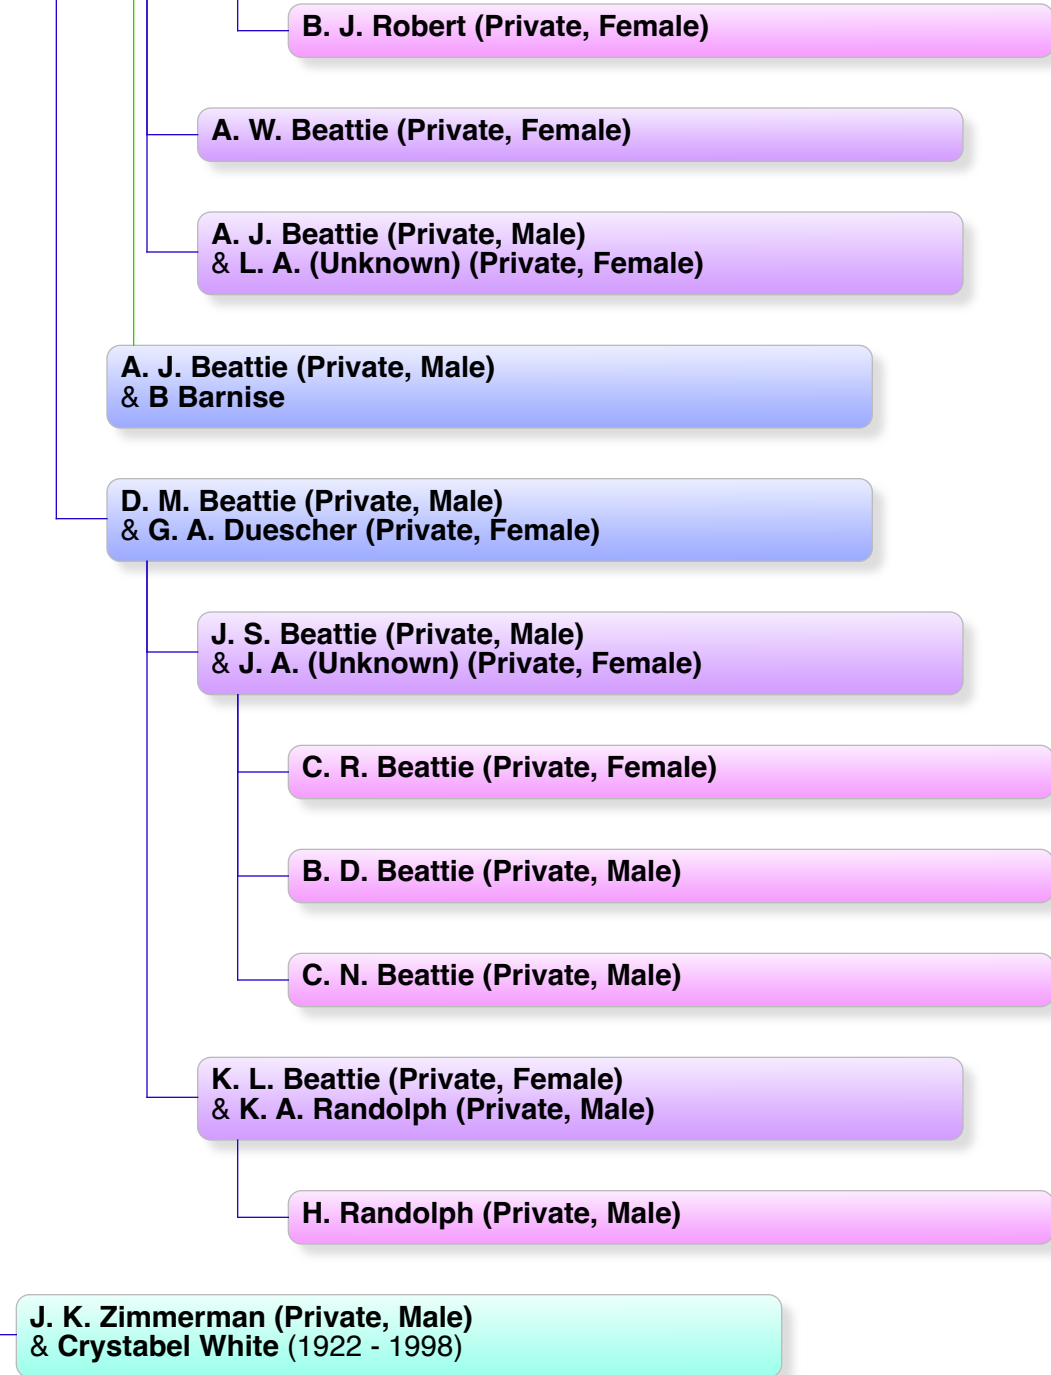 B. J. Robert (Private, Female)
A. W. Beattie (Private, Female)
A. J. Beattie (Private, Male)
& L. A. (Unknown) (Private, Female)
A. J. Beattie (Private, Male)
& B Barnise
D. M. Beattie (Private, Male)
& G. A. Duescher (Private, Female)
J. S. Beattie (Private, Male)
& J. A. (Unknown) (Private, Female)
C. R. Beattie (Private, Female)
B. D. Beattie (Private, Male)
C. N. Beattie (Private, Male)
K. L. Beattie (Private, Female)
& K. A. Randolph (Private, Male)
H. Randolph (Private, Male)
J. K. Zimmerman (Private, Male)
& Crystabel White (1922 - 1998)